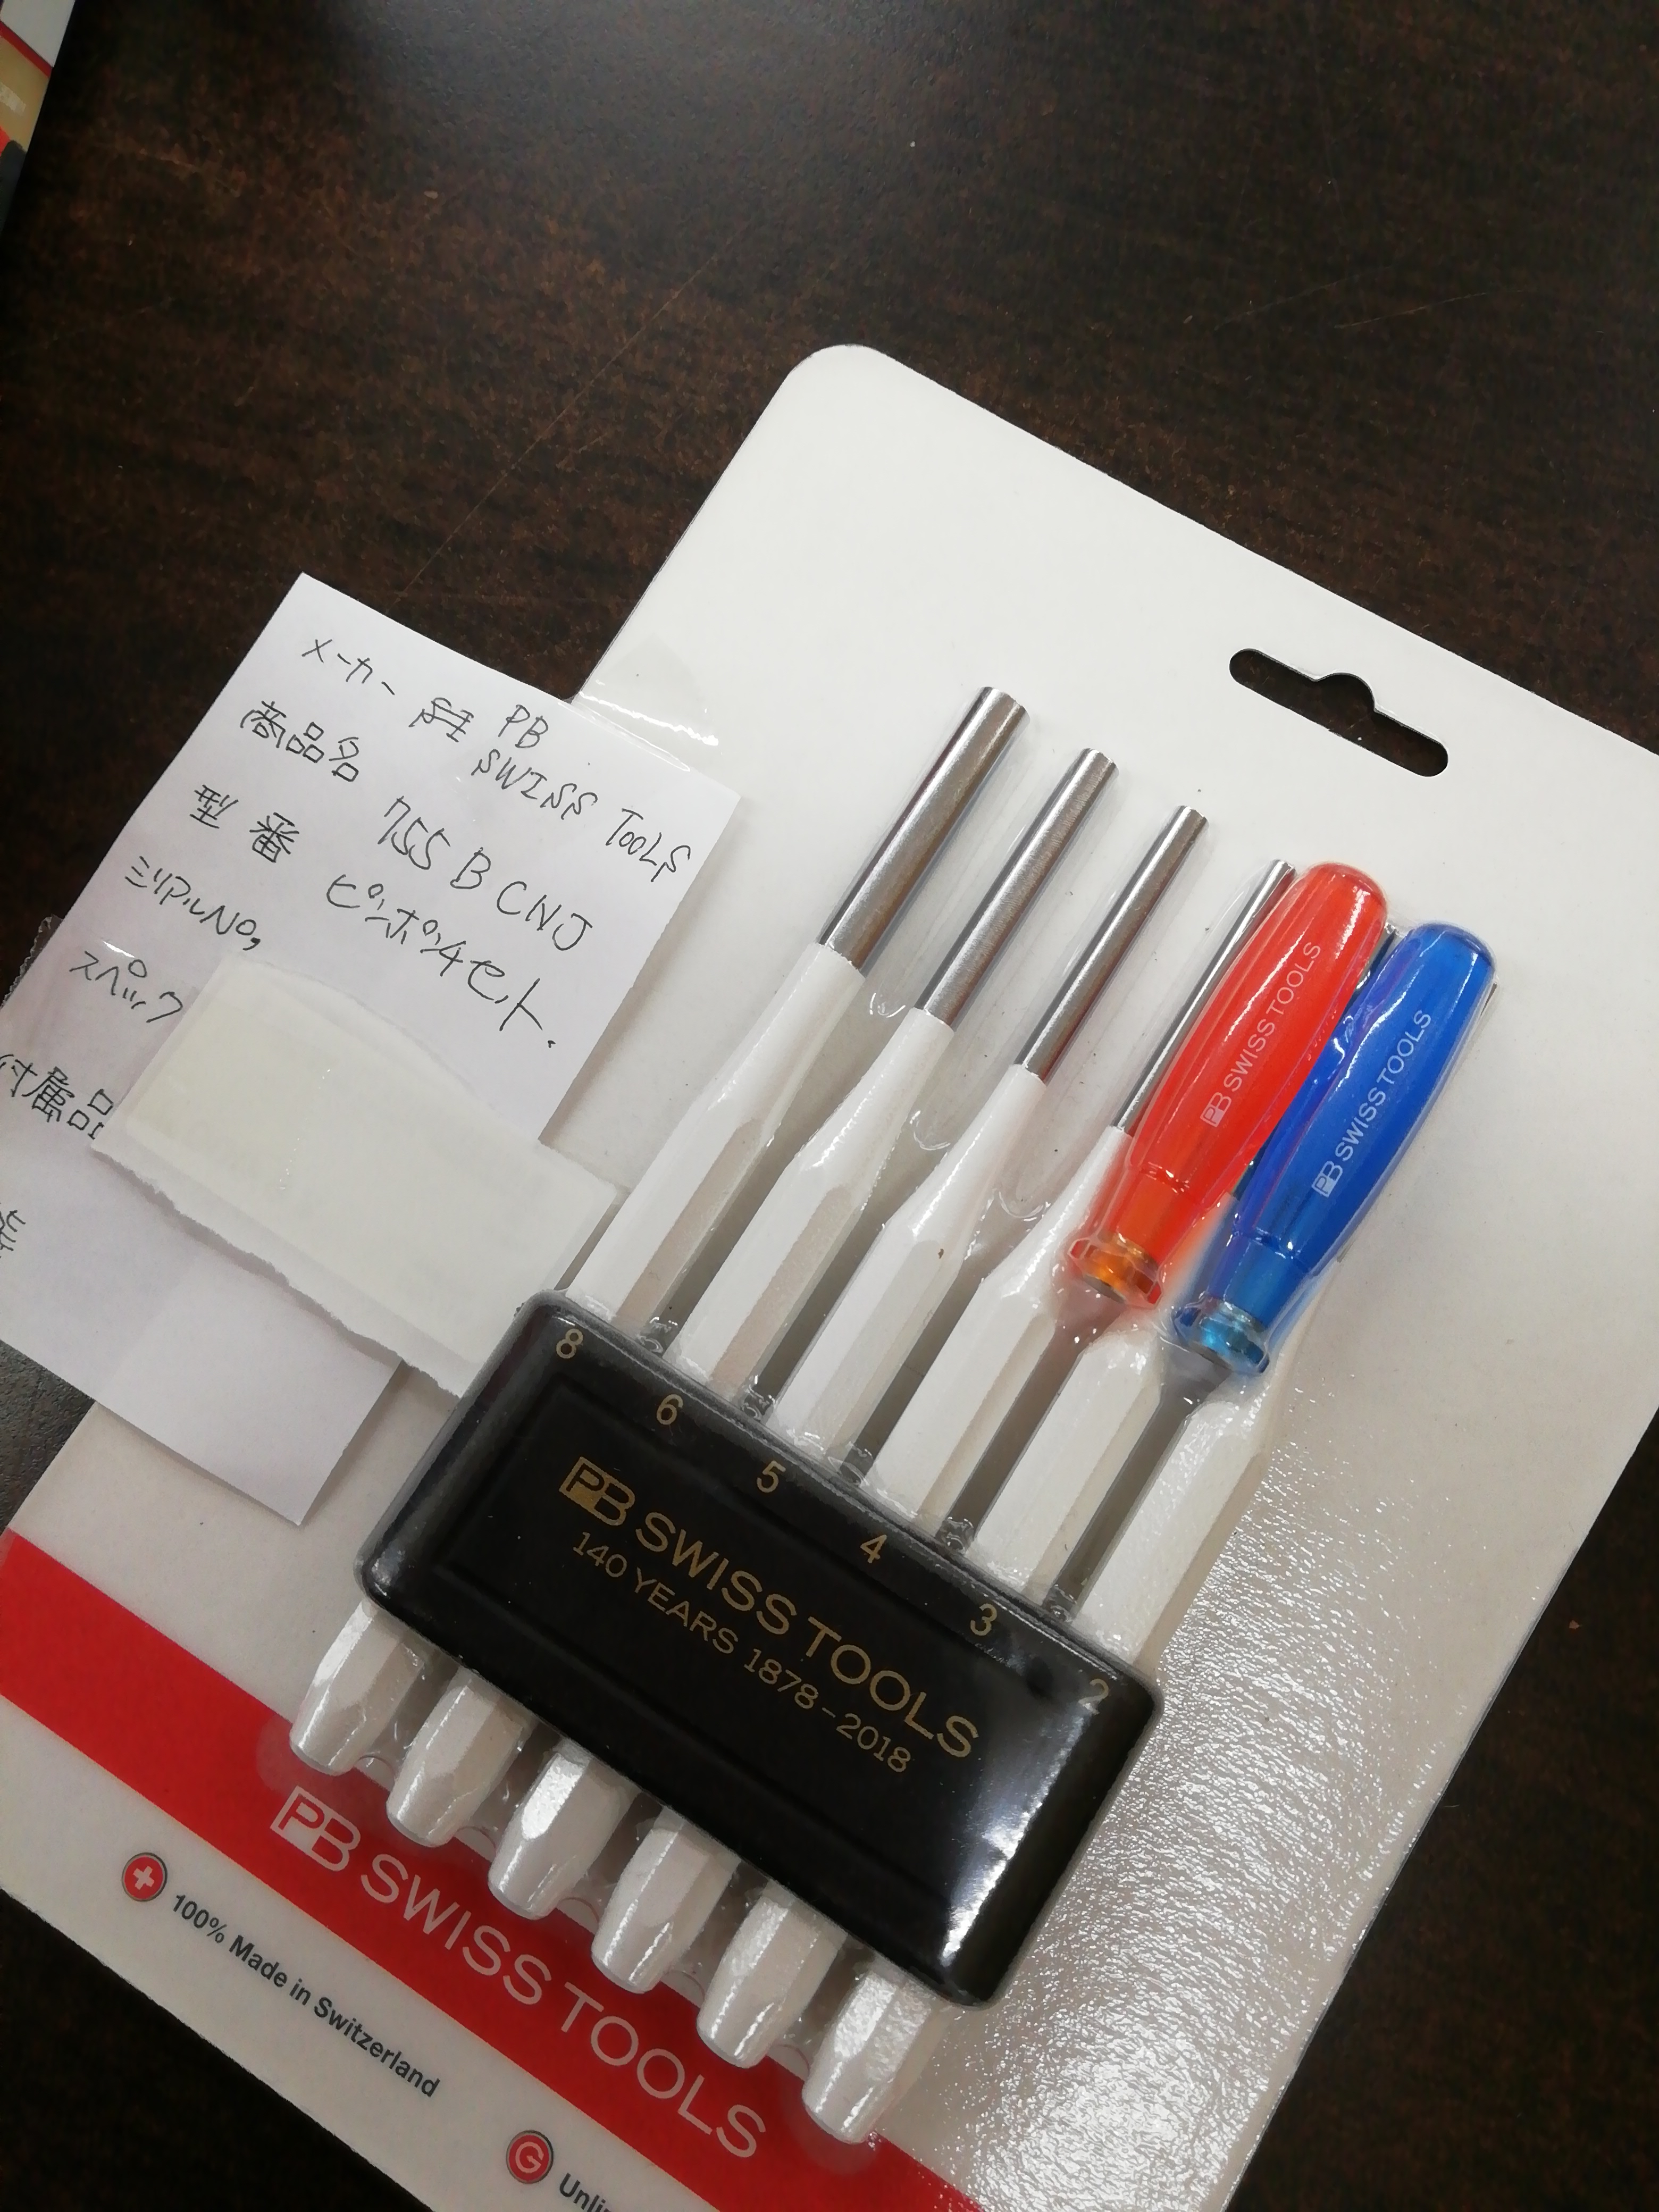 メーカー PB
SWISS TOOLS
商品名 755 B CNJ
型番 ピンポンチセット.
シリアルNo,
スペック
付属品
PB SWISS TOOLS
PB SWISS TOOLS
8
6
5
4
3
2
PB SWISS TOOLS
140 YEARS 1878-2018
PB SWISS TOOLS
100% Made in Switzerland